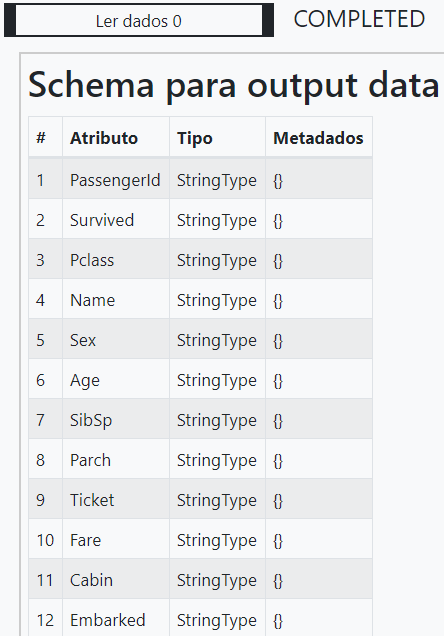 Ler dados 0 COMPLETED
Schema para output data
# Atributo Tipo Metadados
1 PassengerId StringType {}
2 Survived StringType {}
3 Pclass StringType {}
4 Name StringType {}
5 Sex StringType {}
6 Age StringType {}
7 SibSp StringType {}
8 Parch StringType {}
9 Ticket StringType {}
10 Fare StringType {}
11 Cabin StringType {}
12 Embarked StringType {}